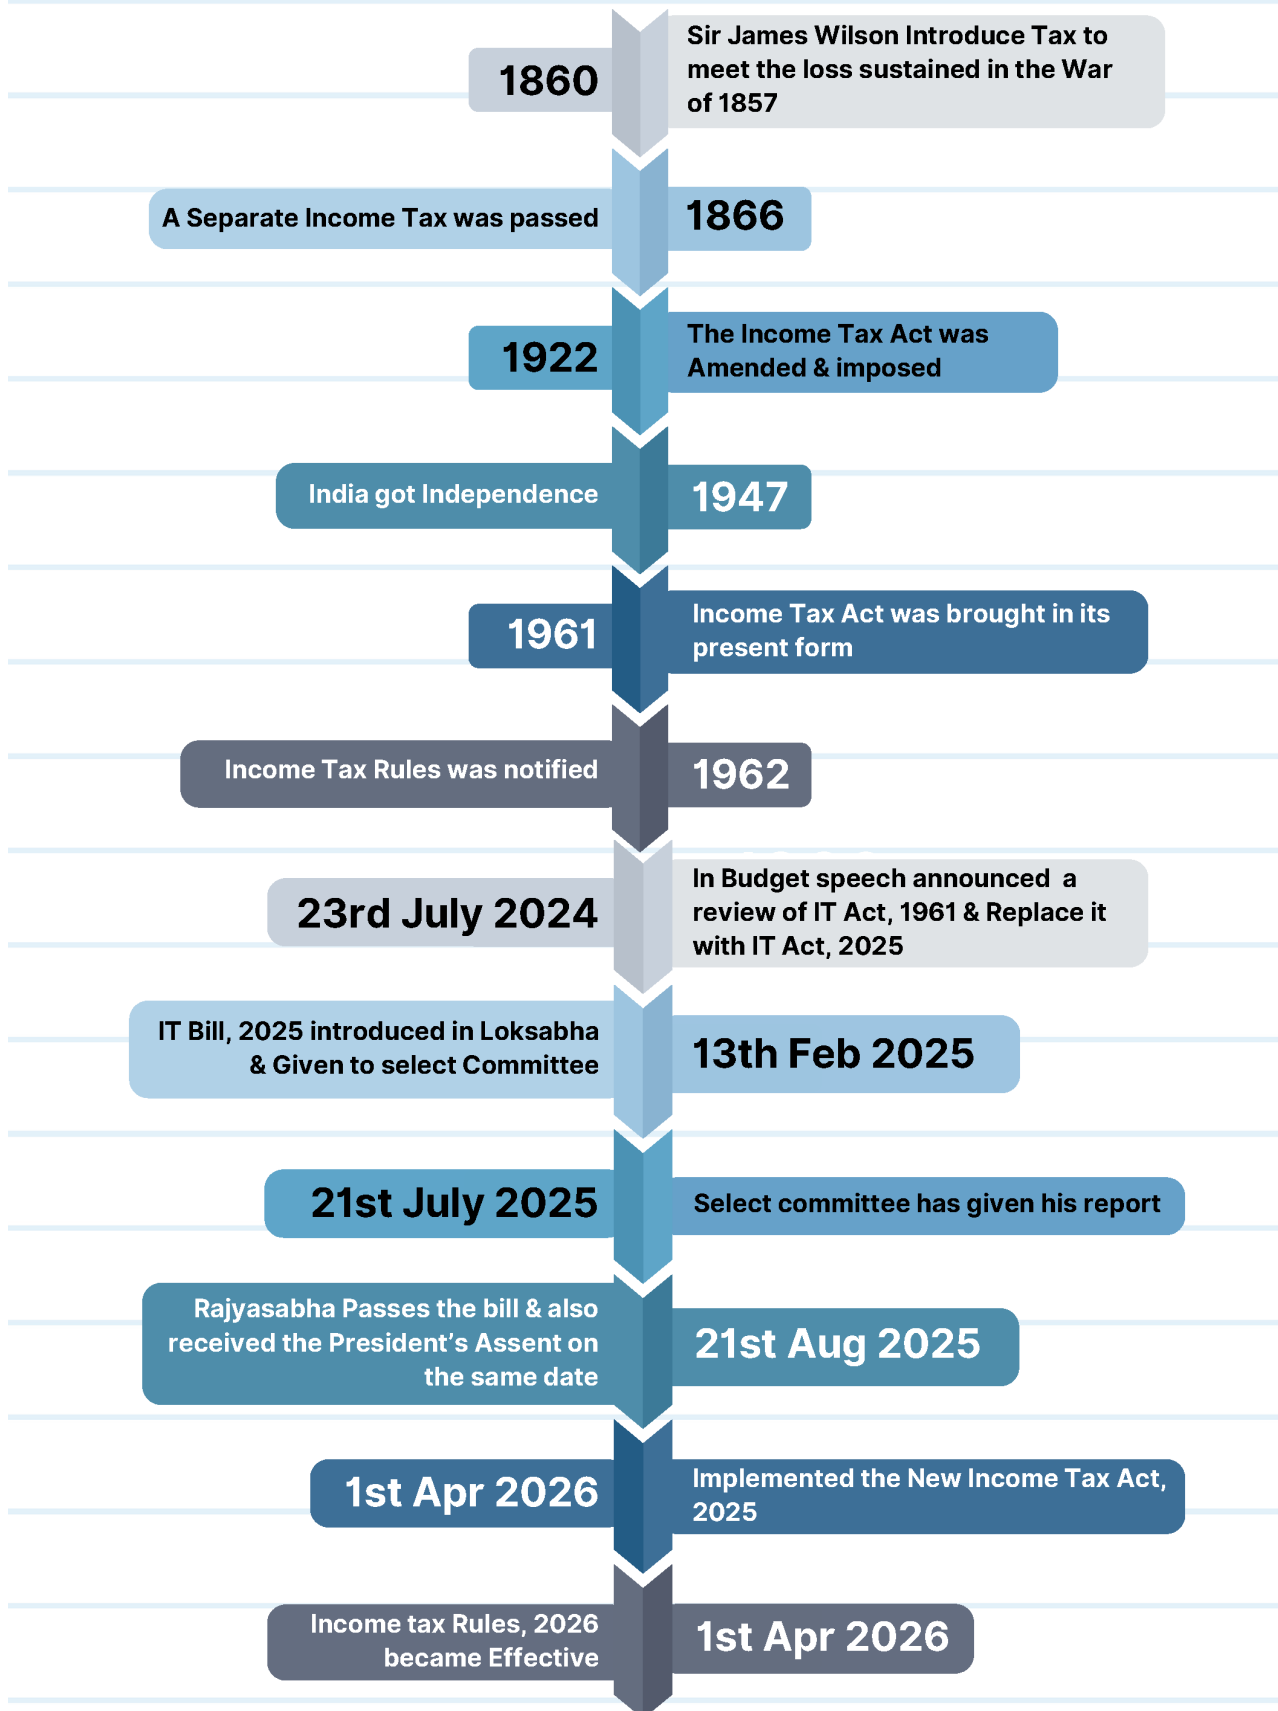 1860
Sir James Wilson Introduce Tax to
meet the loss sustained in the War
of 1857
A Separate Income Tax was passed
1866
1922
The Income Tax Act was
Amended & imposed
India got Independence
1947
1961
Income Tax Act was brought in its
present form
Income Tax Rules was notified
1962
23rd July 2024
In Budget speech announced  a
review of IT Act, 1961 & Replace it
with IT Act, 2025
IT Bill, 2025 introduced in Loksabha
& Given to select Committee
13th Feb 2025
21st July 2025
Select committee has given his report
Rajyasabha Passes the bill & also
received the President’s Assent on
the same date
21st Aug 2025
1st Apr 2026
Implemented the New Income Tax Act,
2025
Income tax Rules, 2026
became Effective
1st Apr 2026